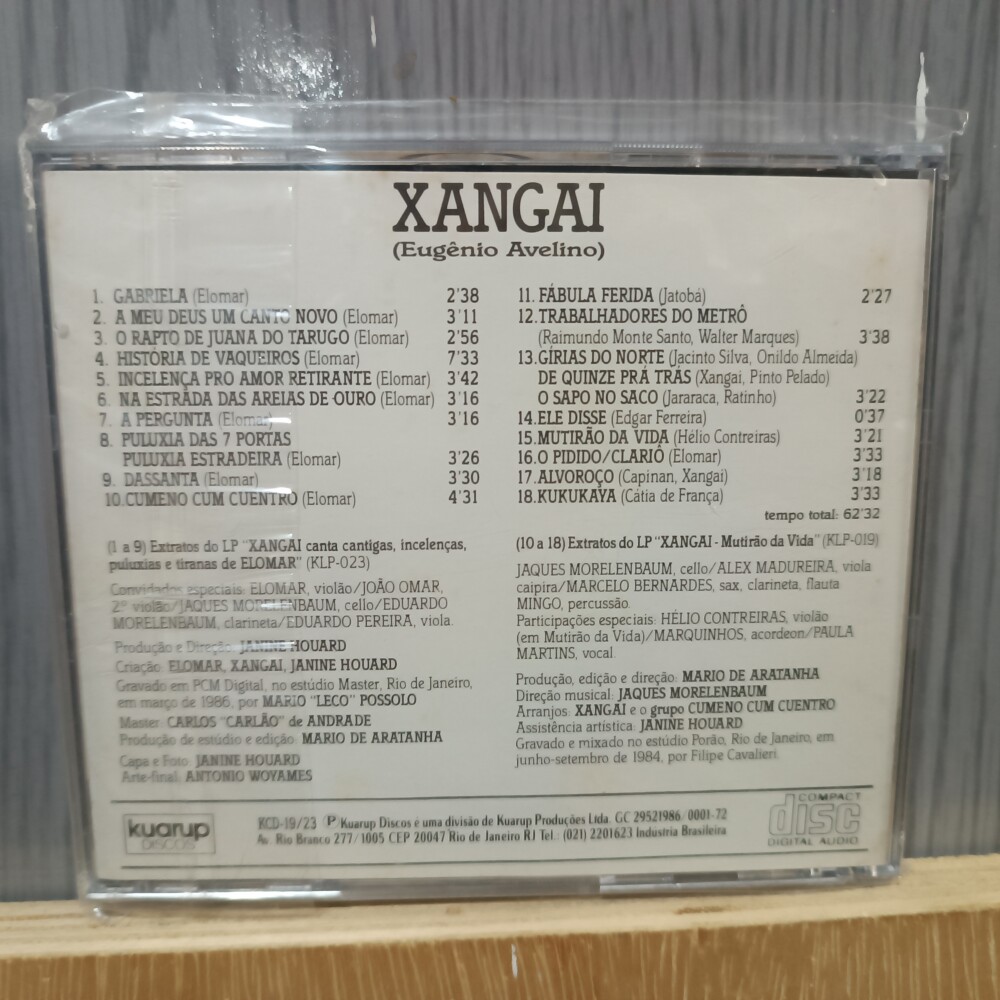 XANGAI
(Eugênio Avelino)
1. GABRIELA (Elomar) 2'38
2. A MEU DEUS UM CANTO NOVO (Elomar) 3'11
3. O RAPTO DE JUANA DO TARUGO (Elomar) 2'56
4. HISTÓRIA DE VAQUEIROS (Elomar) 7'33
5. INCELENÇA PRO AMOR RETIRANTE (Elomar) 3'42
6. NA ESTRADA DAS AREIAS DE OURO (Elomar) 3'16
7. A PERGUNTA (Elomar) 3'16
8. PULUXIA DAS 7 PORTAS
PULUXIA ESTRADEIRA (Elomar) 3'26
9. DASSANTA (Elomar) 3'30
10. CUMENO CUM CUENTRO (Elomar) 4'31
(1 a 9) Extratos do LP "XANGAI canta cantigas, incelenças,
puluxias e tiranas de ELOMAR" (KLP-023)
Convidados especiais: ELOMAR, violão/JOÃO OMAR,
2.º violão/JAQUES MORELENBAUM, cello/EDUARDO
MORELENBAUM, clarineta/EDUARDO PEREIRA, viola.
Produção e Direção: JANINE HOUARD
Criação: ELOMAR, XANGAI, JANINE HOUARD
Gravado em PCM Digital, no estúdio Master, Rio de Janeiro,
em março de 1986, por MARIO "LECO" POSSOLO
Master: CARLOS "CARLÃO" de ANDRADE
Produção de estúdio e edição: MARIO DE ARATANHA
Capa e Foto: JANINE HOUARD
Arte-final: ANTONIO WOYAMES
11. FÁBULA FERIDA (Jatobá) 2'27
12. TRABALHADORES DO METRÔ
(Raimundo Monte Santo, Walter Marques) 3'38
13. GÍRIAS DO NORTE (Jacinto Silva, Onildo Almeida)
DE QUINZE PRÁ TRÁS (Xangai, Pinto Pelado)
O SAPO NO SACO (Jararaca, Ratinho) 3'22
14. ELE DISSE (Edgar Ferreira) 0'37
15. MUTIRÃO DA VIDA (Hélio Contreiras) 3'21
16. O PIDIDO/CLARIÔ (Elomar) 3'33
17. ALVOROÇO (Capinan, Xangai) 3'18
18. KUKUKAYA (Cátia de França) 3'33
tempo total: 62'32
(10 a 18) Extratos do LP "XANGAI - Mutirão da Vida" (KLP-019)
JAQUES MORELENBAUM, cello/ALEX MADUREIRA, viola
caipira/MARCELO BERNARDES, sax, clarineta, flauta
MINGO, percussão.
Participações especiais: HÉLIO CONTREIRAS, violão
(em Mutirão da Vida)/MARQUINHOS, acordeon/PAULA
MARTINS, vocal.
Produção, edição e direção: MARIO DE ARATANHA
Direção musical: JAQUES MORELENBAUM
Arranjos: XANGAI e o grupo CUMENO CUM CUENTRO
Assistência artística: JANINE HOUARD
Gravado e mixado no estúdio Porão, Rio de Janeiro, em
junho-setembro de 1984, por Filipe Cavalieri.
kuarup
DISCOS
KCD-19/23 ℗ Kuarup Discos é uma divisão de Kuarup Produções Ltda. GC 29521986/0001-72
Av. Rio Branco 277/1005 CEP 20047 Rio de Janeiro RJ Tel.: (021) 2201623 Industria Brasileira
COMPACT
disc
DIGITAL AUDIO